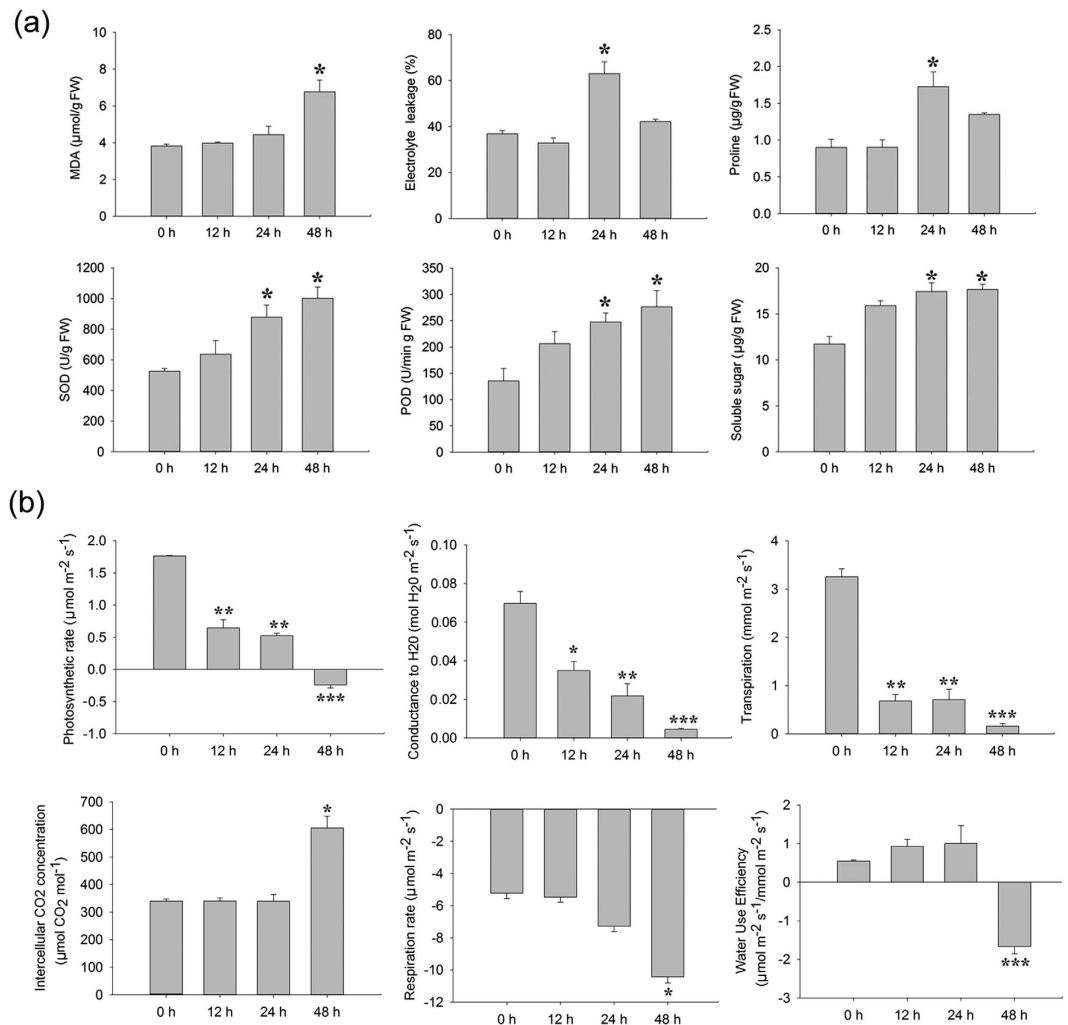 (a)
MDA (µmol/g FW)
8
6
4
2
0
0 h 12 h 24 h 48 h
*
Electrolyte leakage (%)
80
60
40
20
0
0 h 12 h 24 h 48 h
*
Proline (µg/g FW)
2.0
1.5
1.0
0.5
0.0
0 h 12 h 24 h 48 h
*
SOD (U/g FW)
1200
1000
800
600
400
200
0
0 h 12 h 24 h 48 h
* *
POD (U/min g FW)
350
300
250
200
150
100
50
0
0 h 12 h 24 h 48 h
* *
Soluble sugar (µg/g FW)
20
15
10
5
0
0 h 12 h 24 h 48 h
* *
(b)
Photosynthetic rate (µmol m⁻² s⁻¹)
2.0
1.5
1.0
0.5
0.0
-0.5
-1.0
0 h 12 h 24 h 48 h
** ** ***
Conductance to H20 (mol H₂0 m⁻² s⁻¹)
0.10
0.08
0.06
0.04
0.02
0.00
0 h 12 h 24 h 48 h
* ** ***
Transpiration (mmol m⁻² s⁻¹)
4
3
2
1
0
0 h 12 h 24 h 48 h
** ** ***
Intercellular CO2 concentration
(µmol CO₂ mol⁻¹)
700
600
500
400
300
200
100
0
0 h 12 h 24 h 48 h
*
Respiration rate (µmol m⁻² s⁻¹)
0
-2
-4
-6
-8
-10
-12
0 h 12 h 24 h 48 h
*
Water Use Efficiency
(µmol m⁻² s⁻¹/mmol m⁻² s⁻¹)
2
1
0
-1
-2
-3
0 h 12 h 24 h 48 h
***